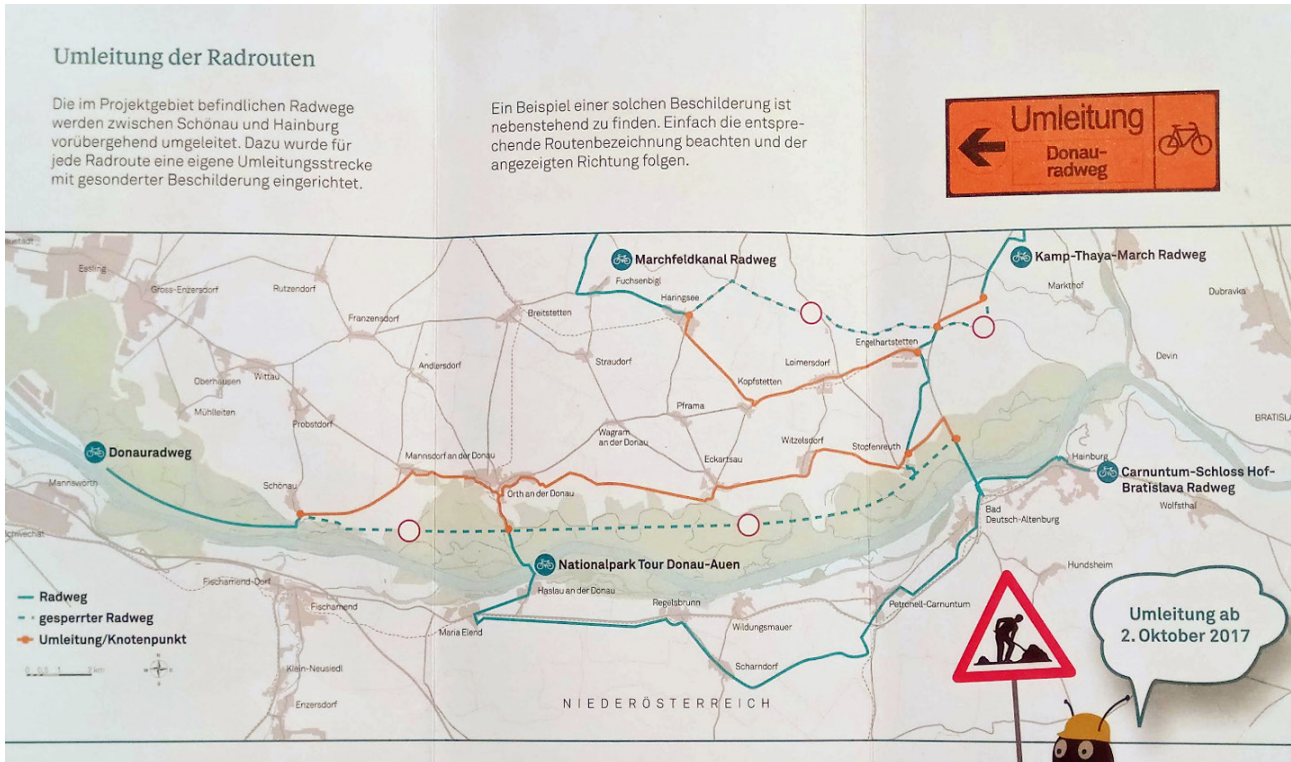 Umleitung der Radrouten
Die im Projektgebiet befindlichen Radwege
werden zwischen Schönau und Hainburg
vorübergehend umgeleitet. Dazu wurde für
jede Radroute eine eigene Umleitungsstrecke
mit gesonderter Beschilderung eingerichtet.
Ein Beispiel einer solchen Beschilderung ist
nebenstehend zu finden. Einfach die entspre-
chende Routenbezeichnung beachten und der
angezeigten Richtung folgen.
Umleitung
Donau-
radweg
Marchfeldkanal Radweg
Kamp-Thaya-March Radweg
Essling
Gross-Enzersdorf
Rutzendorf
Fuchsenbigl
Markthof
Dubravka
Haringsee
Franzensdorf
Breitstetten
Engelhartstetten
Straudorf
Andlersdorf
Loimersdorf
Devin
Oberhausen
Wittau
Kopfstetten
Mühlleiten
Pframa
Probstdorf
BRATISLA
Wagram
an der Donau
Witzelsdorf
Stopfenreuth
Donauradweg
Mannsdorf an der Donau
Eckartsau
Hainburg
Mannswörth
Schönau
Orth an der Donau
Carnuntum-Schloss Hof-
Bratislava Radweg
Wolfsthal
Bad
Deutsch-Altenburg
Nationalpark Tour Donau-Auen
Hundsheim
Fischamend-Dorf
Haslau an der Donau
Radweg
gesperrter Radweg
Umleitung/Knotenpunkt
Fischamend
Maria Elend
Regelsbrunn
Wildungsmauer
Petronell-Carnuntum
Umleitung ab
2. Oktober 2017
Klein-Neusiedl
Scharndorf
Enzersdorf
NIEDERÖSTERREICH